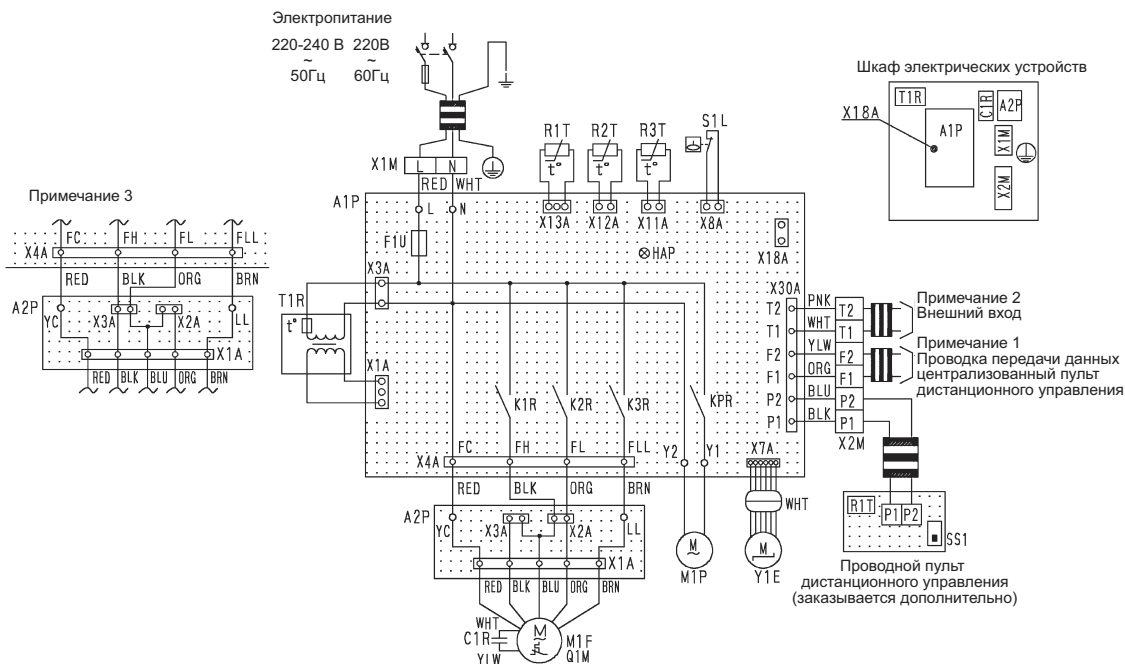 Электропитание
220-240 В 220В
~ ~
50Гц 60Гц
Шкаф электрических устройств
T1R
C1R
A2P
X18A
A1P
X1M
X2M
R1T R2T R3T S1L
t° t° t°
X1M L N
RED WHT
A1P
L N
X13A X12A X11A X8A
F1U
HAP
X18A
X3A
T1R
t°
X1A
X30A
T2 PNK T2
T1 WHT T1
F2 YLW F2
F1 ORG F1
P2 BLU P2
P1 BLK P1
X2M
Примечание 2
Внешний вход
Примечание 1
Проводка передачи данных
централизованный пульт
дистанционного управления
Примечание 3
FC FH FL FLL
X4A
RED BLK ORG BRN
A2P
YC X3A X2A LL
X1A
RED BLK BLU ORG BRN
K1R K2R K3R KPR
FC FH FL FLL Y2 Y1 X7A
X4A
RED BLK ORG BRN
WHT
A2P
YC X3A X2A LL
X1A
RED BLK BLU ORG BRN
M
~
M1P
M
Y1E
WHT
C1R
YLW
M
~
M1F
Q1M
R1T
P1 P2
SS1
Проводной пульт
дистанционного управления
(заказывается дополнительно)